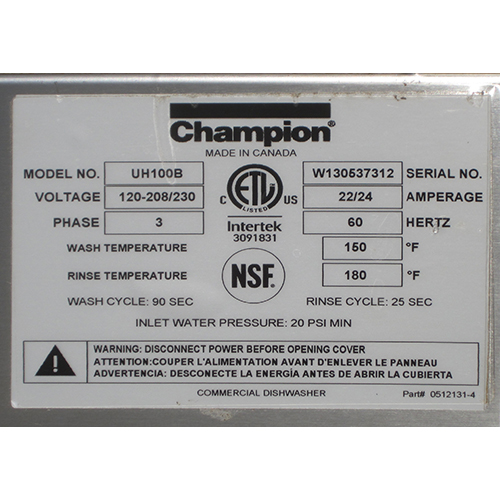 Champion®
MADE IN CANADA
MODEL NO. UH100B W130537312 SERIAL NO.
VOLTAGE 120-208/230 22/24 AMPERAGE
PHASE 3 60 HERTZ
C ETL US
LISTED
Intertek
3091831
WASH TEMPERATURE 150 °F
RINSE TEMPERATURE NSF® 180 °F
WASH CYCLE: 90 SEC RINSE CYCLE: 25 SEC
INLET WATER PRESSURE: 20 PSI MIN
WARNING: DISCONNECT POWER BEFORE OPENING COVER
ATTENTION:COUPER L'ALIMENTATION AVANT D'ENLEVER LE PANNEAU
ADVERTENCIA: DESCONECTE LA ENERGÍA ANTES DE ABRIR LA CUBIERTA
COMMERCIAL DISHWASHER Part# 0512131-4